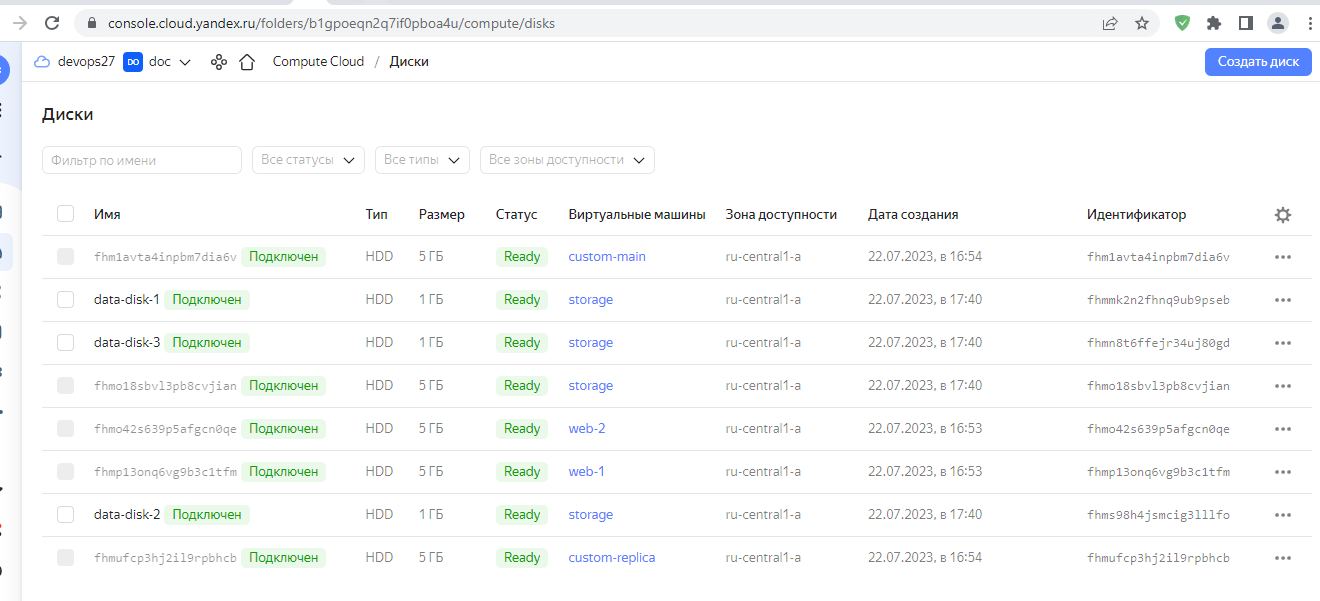 console.cloud.yandex.ru/folders/b1gpoeqn2q7if0pboa4u/compute/disks
devops27 DO doc Compute Cloud / Диски Создать диск
Диски
Фильтр по имени Все статусы Все типы Все зоны доступности
Имя Тип Размер Статус Виртуальные машины Зона доступности Дата создания Идентификатор
fhm1avta4inpbm7dia6v Подключен HDD 5 ГБ Ready custom-main ru-central1-a 22.07.2023, в 16:54 fhm1avta4inpbm7dia6v
data-disk-1 Подключен HDD 1 ГБ Ready storage ru-central1-a 22.07.2023, в 17:40 fhmmk2n2fhnq9ub9pseb
data-disk-3 Подключен HDD 1 ГБ Ready storage ru-central1-a 22.07.2023, в 17:40 fhmn8t6ffejr34uj80gd
fhmo18sbvl3pb8cvjian Подключен HDD 5 ГБ Ready storage ru-central1-a 22.07.2023, в 17:40 fhmo18sbvl3pb8cvjian
fhmo42s639p5afgcn0qe Подключен HDD 5 ГБ Ready web-2 ru-central1-a 22.07.2023, в 16:53 fhmo42s639p5afgcn0qe
fhmp13onq6vg9b3c1tfm Подключен HDD 5 ГБ Ready web-1 ru-central1-a 22.07.2023, в 16:53 fhmp13onq6vg9b3c1tfm
data-disk-2 Подключен HDD 1 ГБ Ready storage ru-central1-a 22.07.2023, в 17:40 fhms98h4jsmcig3lllfo
fhmufcp3hj2il9rpbhcb Подключен HDD 5 ГБ Ready custom-replica ru-central1-a 22.07.2023, в 16:54 fhmufcp3hj2il9rpbhcb